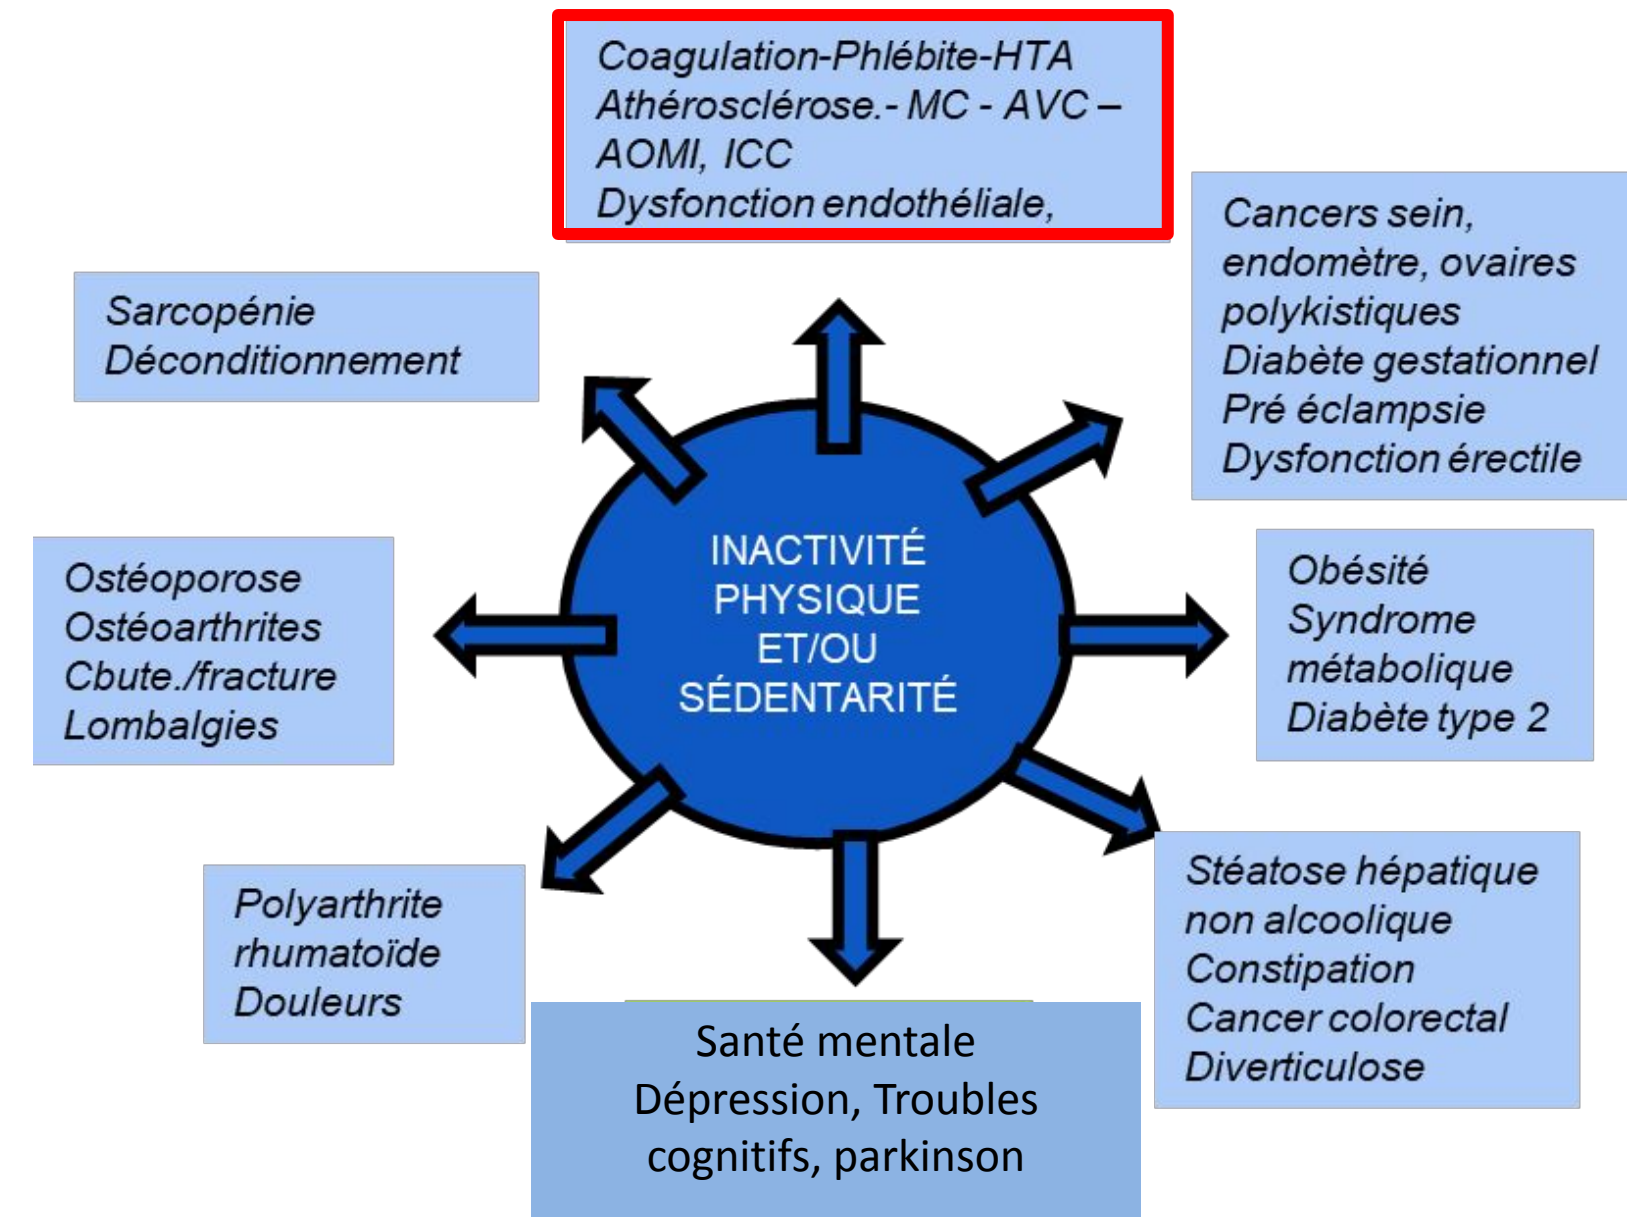 Coagulation-Phlébite-HTA
Athérosclérose.- MC - AVC –
AOMI, ICC
Dysfonction endothéliale,
Cancers sein,
endomètre, ovaires
polykistiques
Diabète gestationnel
Pré éclampsie
Dysfonction érectile
Sarcopénie
Déconditionnement
INACTIVITÉ
PHYSIQUE
ET/OU
SÉDENTARITÉ
Ostéoporose
Ostéoarthrites
Cbute./fracture
Lombalgies
Obésité
Syndrome
métabolique
Diabète type 2
Polyarthrite
rhumatoïde
Douleurs
Stéatose hépatique
non alcoolique
Constipation
Cancer colorectal
Diverticulose
Santé mentale
Dépression, Troubles
cognitifs, parkinson